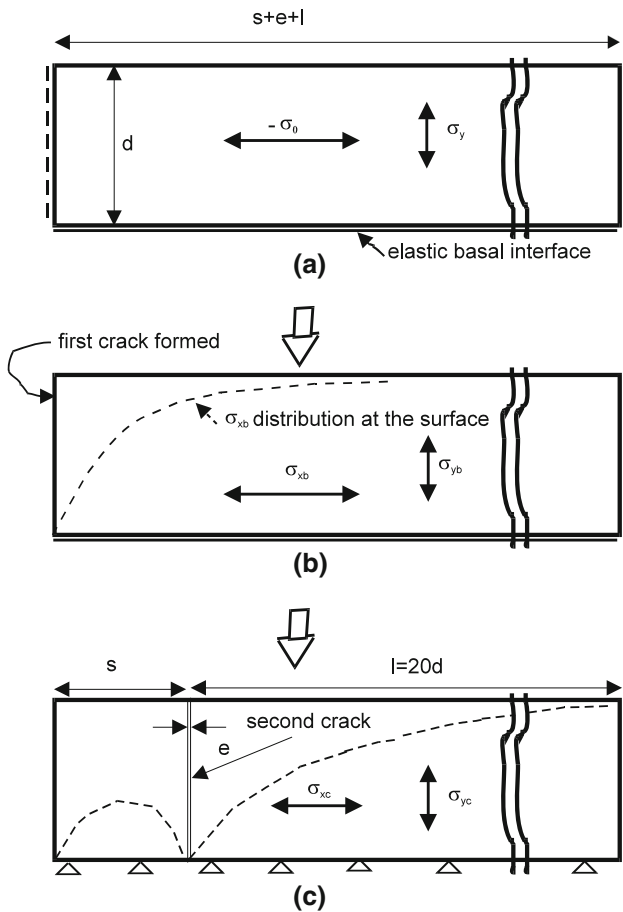 s+e+l
d
- σ₀
σy
elastic basal interface
(a)
first crack formed
σxb distribution at the surface
σxb
σyb
(b)
s
l=20d
e
second crack
σxc
σyc
(c)